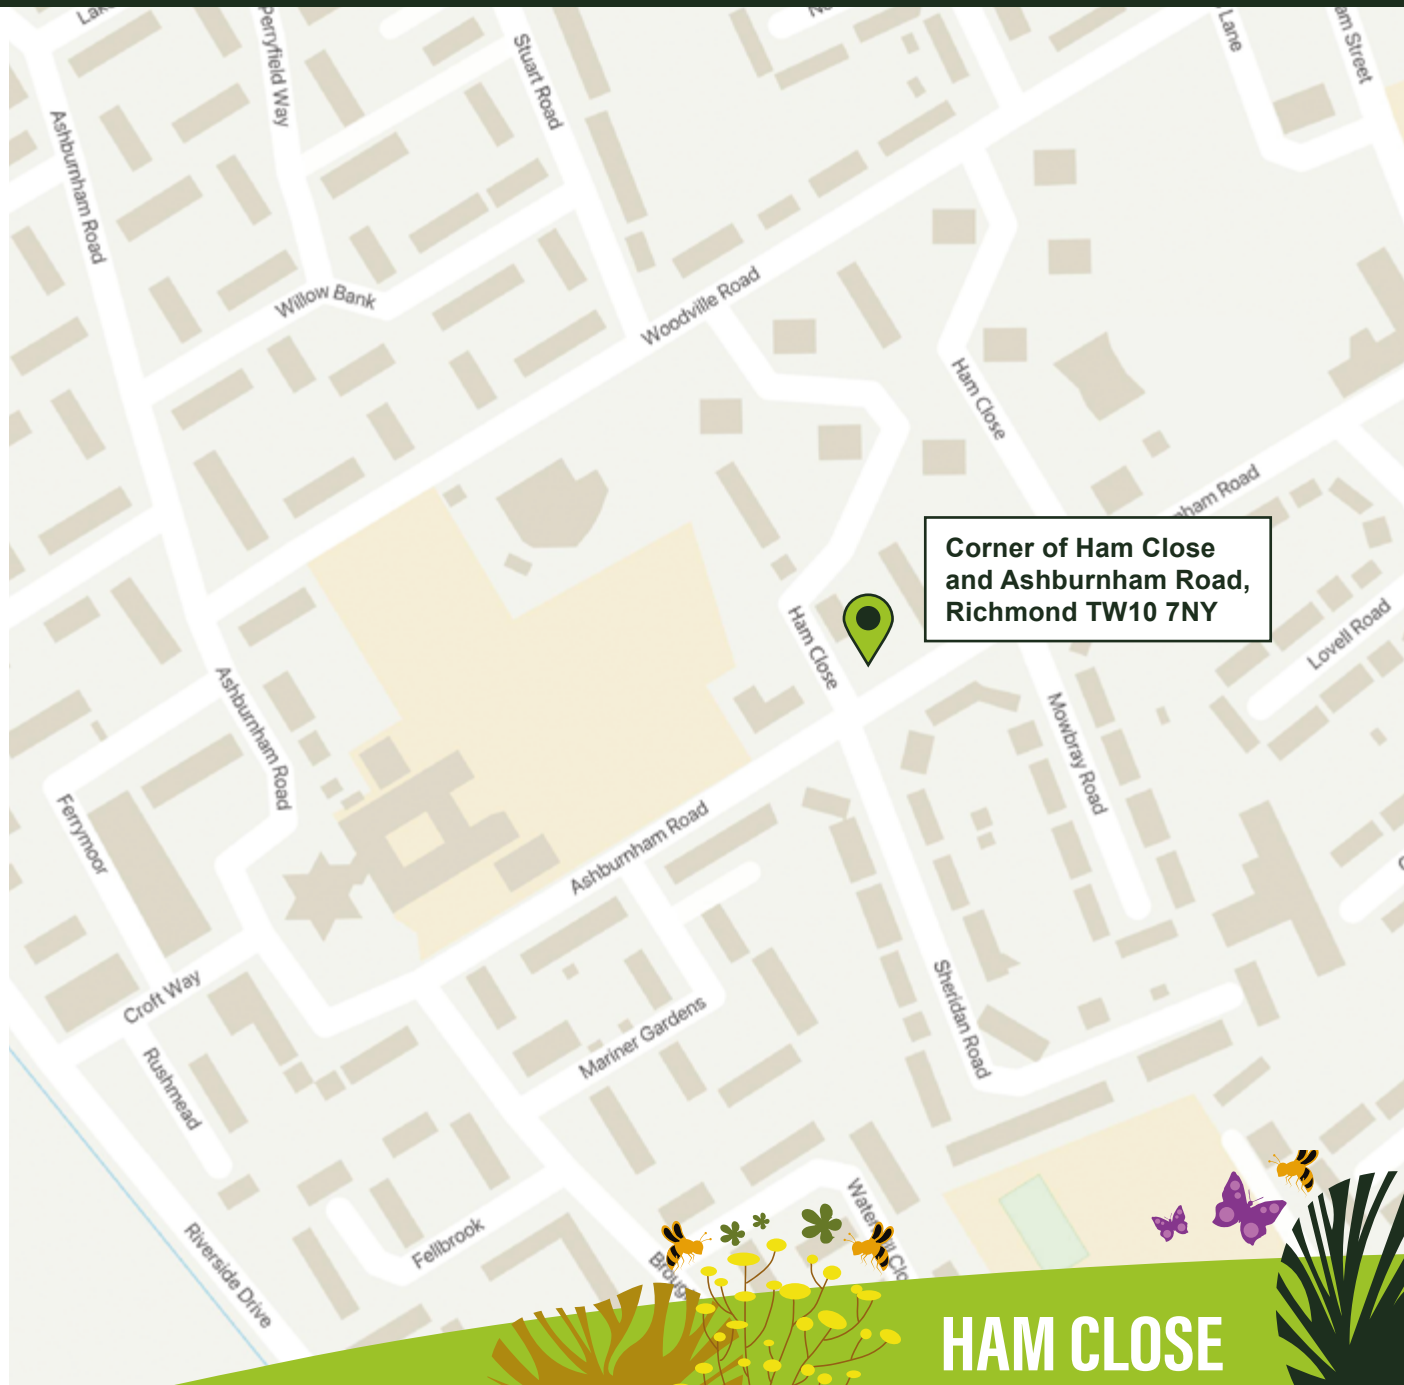 Perryfield Way
Stuart Road
Lane
Ashburnham Road
Willow Bank
Woodville Road
Ham Close
Corner of Ham Close
and Ashburnham Road,
Richmond TW10 7NY
Ham Close
Lovell Road
Ashburnham Road
Mowbray Road
Ferrymoor
Ashburnham Road
Croft Way
Sheridan Road
Mariner Gardens
Rushmead
Riverside Drive
Fellbrook
HAM CLOSE